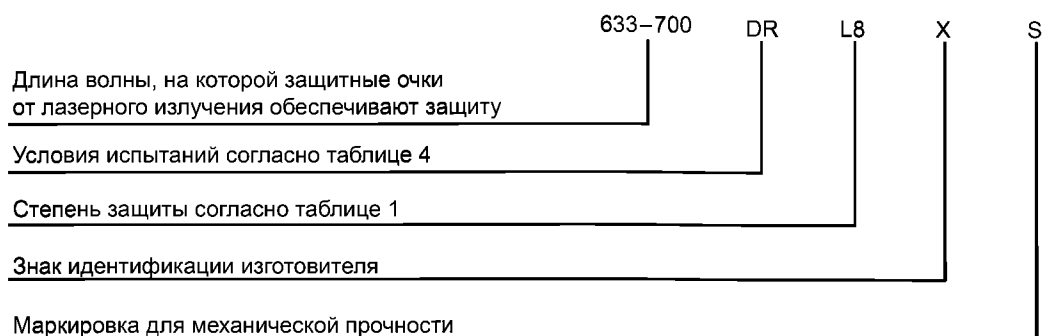 633–700 DR L8 X S
Длина волны, на которой защитные очки
от лазерного излучения обеспечивают защиту
Условия испытаний согласно таблице 4
Степень защиты согласно таблице 1
Знак идентификации изготовителя
Маркировка для механической прочности